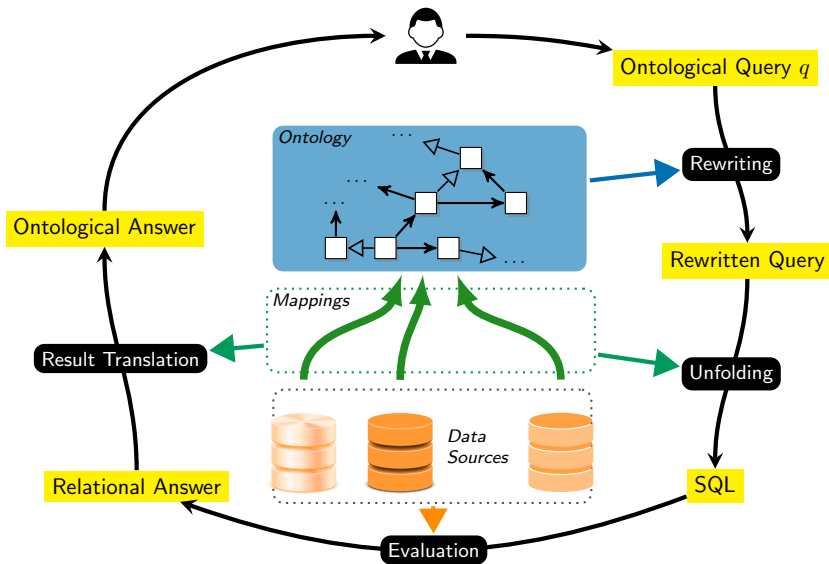 Ontological Query q
Ontology
...
...
...
...
Rewriting
Ontological Answer
Rewritten Query
Mappings
Result Translation
Unfolding
Data
Sources
Relational Answer
SQL
Evaluation